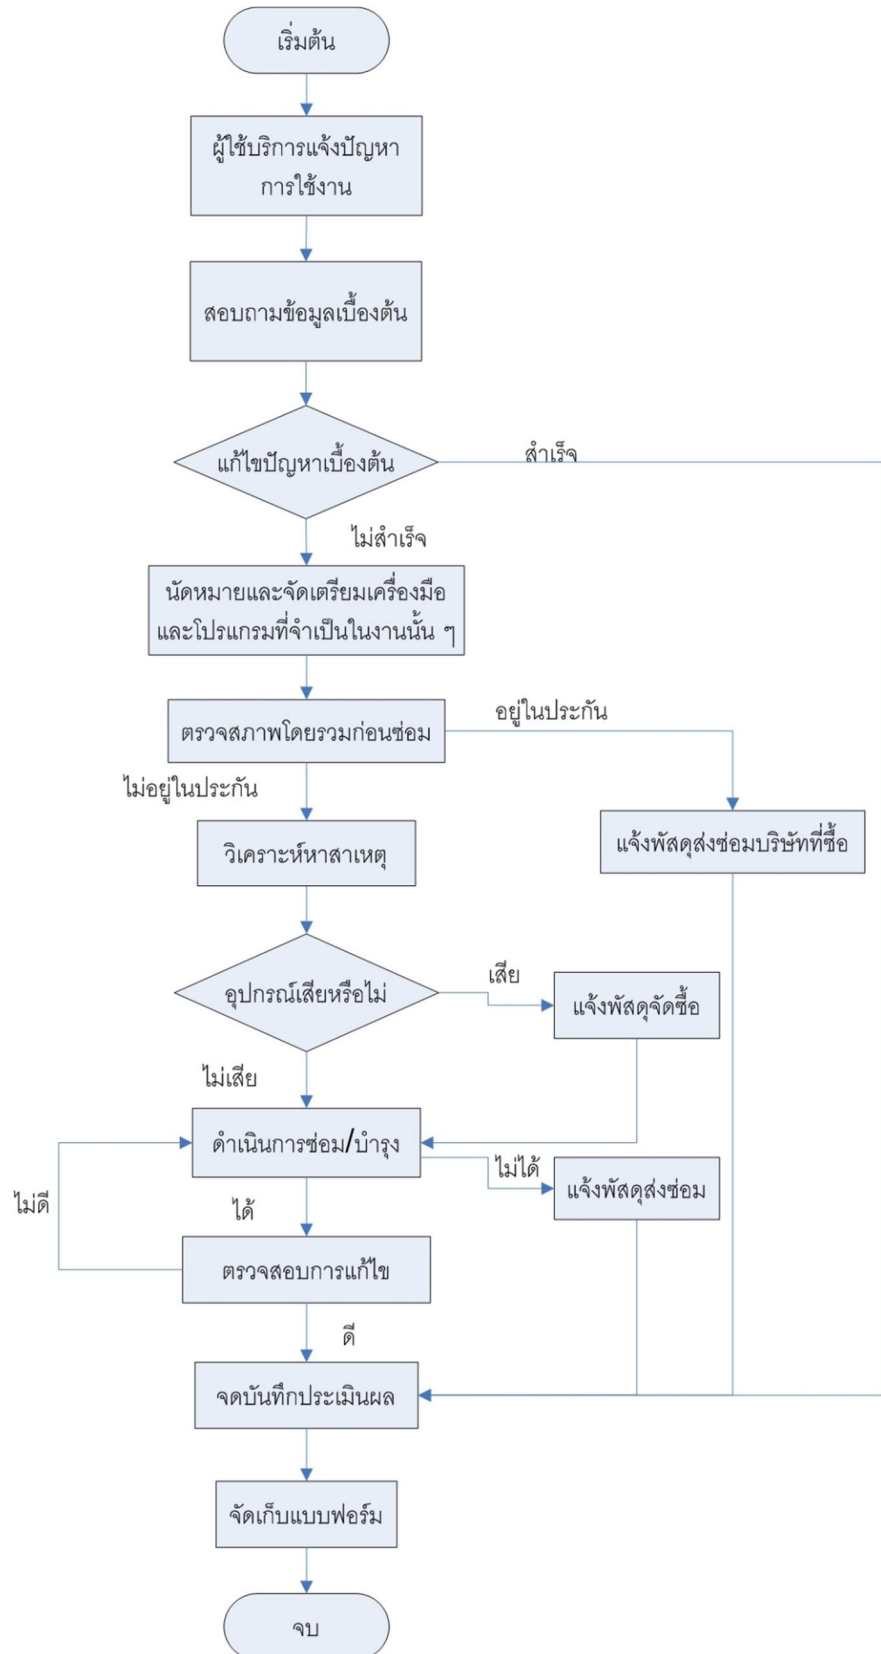 เริ่มต้น
ผู้ใช้บริการแจ้งปัญหา
การใช้งาน
สอบถามข้อมูลเบื้องต้น
แก้ไขปัญหาเบื้องต้น
สำเร็จ
ไม่สำเร็จ
นัดหมายและจัดเตรียมเครื่องมือ
และโปรแกรมที่จำเป็นในงานนั้น ๆ
ตรวจสภาพโดยรวมก่อนซ่อม
อยู่ในประกัน
ไม่อยู่ในประกัน
แจ้งพัสดุส่งซ่อมบริษัทที่ซื้อ
วิเคราะห์หาสาเหตุ
อุปกรณ์เสียหรือไม่
เสีย
แจ้งพัสดุจัดซื้อ
ไม่เสีย
ดำเนินการซ่อม/บำรุง
ไม่ได้
แจ้งพัสดุส่งซ่อม
ไม่ดี
ได้
ตรวจสอบการแก้ไข
ดี
จดบันทึกประเมินผล
จัดเก็บแบบฟอร์ม
จบ